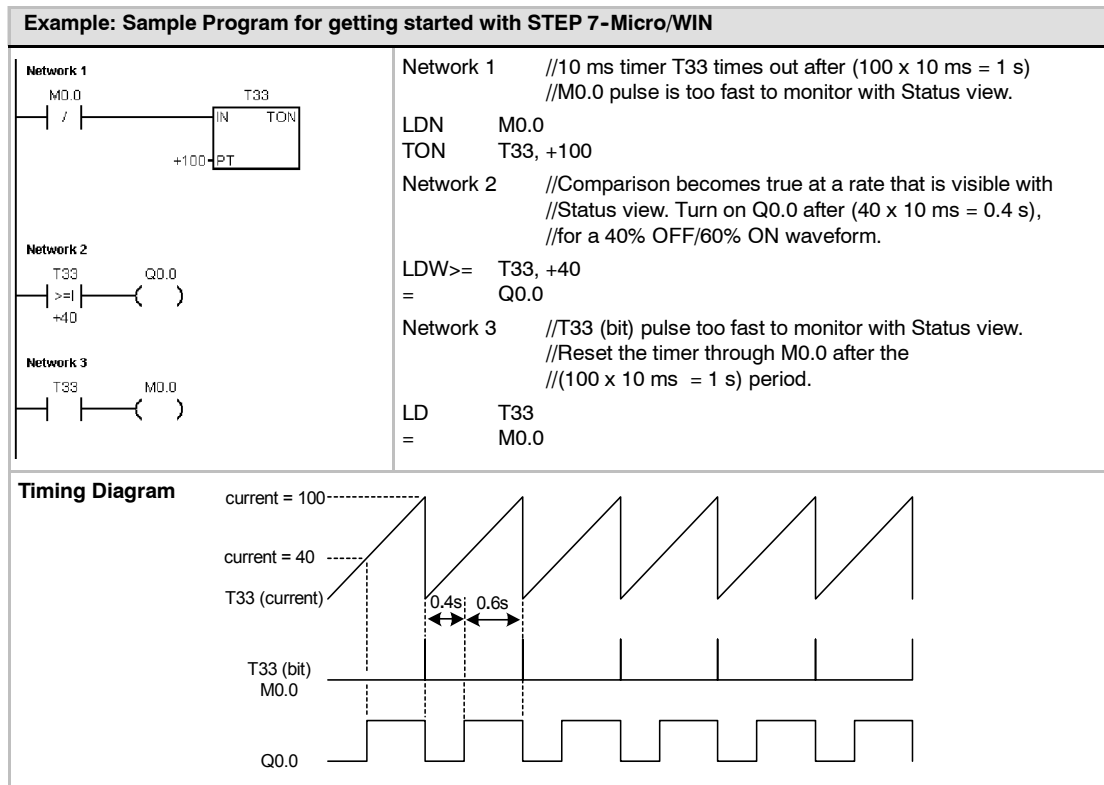 Example: Sample Program for getting started with STEP 7-Micro/WIN
Network 1
M0.0
T33
/
IN TON
+100 PT
Network 2
T33 Q0.0
>=I
+40
Network 3
T33 M0.0
Network 1 //10 ms timer T33 times out after (100 x 10 ms = 1 s)
//M0.0 pulse is too fast to monitor with Status view.
LDN M0.0
TON T33, +100
Network 2 //Comparison becomes true at a rate that is visible with
//Status view. Turn on Q0.0 after (40 x 10 ms = 0.4 s),
//for a 40% OFF/60% ON waveform.
LDW>= T33, +40
= Q0.0
Network 3 //T33 (bit) pulse too fast to monitor with Status view.
//Reset the timer through M0.0 after the
//(100 x 10 ms = 1 s) period.
LD T33
= M0.0
Timing Diagram
current = 100
current = 40
T33 (current)
0.4s 0.6s
T33 (bit)
M0.0
Q0.0